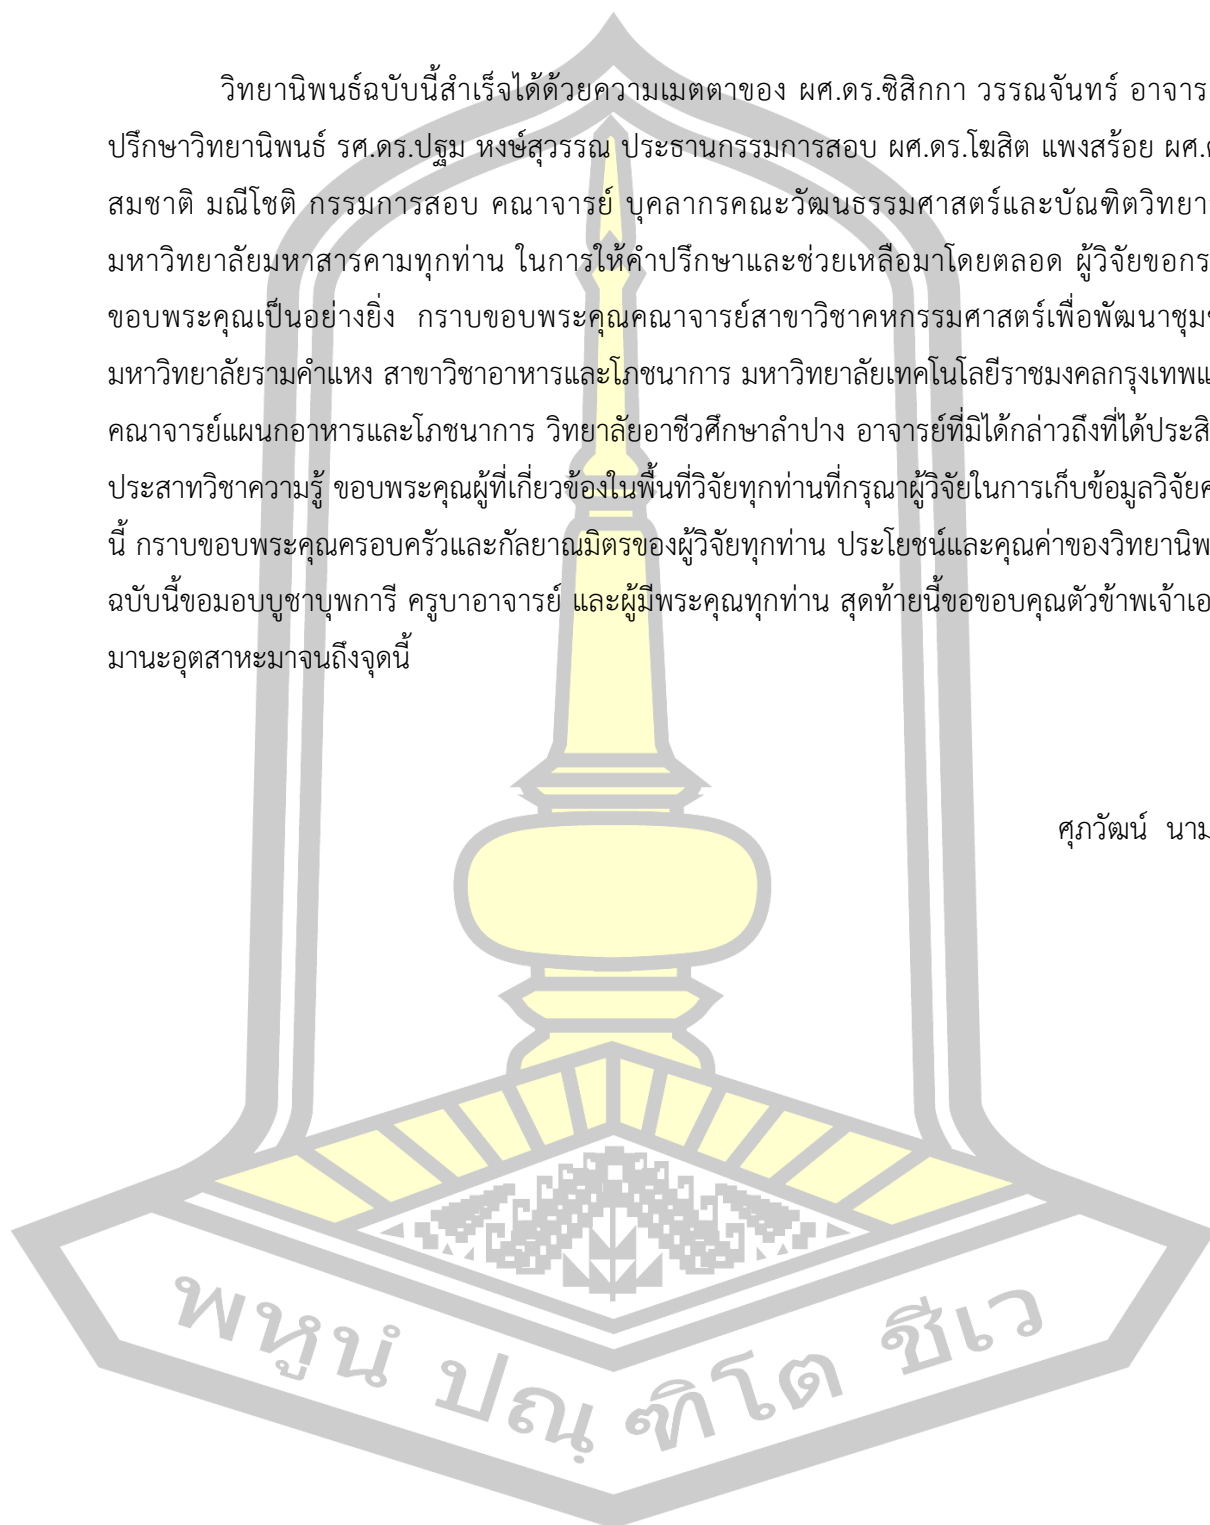 วิทยานิพนธ์ฉบับนี้สำเร็จได้ด้วยความเมตตาของ ผศ.ดร.ซิสิกกา วรรณจันทร์ อาจาร
ปรึกษาวิทยานิพนธ์ รศ.ดร.ปฐม หงษ์สุวรรณ ประธานกรรมการสอบ ผศ.ดร.โฆสิต แพงสร้อย ผศ.
สมชาติ มณีโชติ กรรมการสอบ คณาจารย์ บุคลากรคณะวัฒนธรรมศาสตร์และบัณฑิตวิทยา
มหาวิทยาลัยมหาสารคามทุกท่าน ในการให้คำปรึกษาและช่วยเหลือมาโดยตลอด ผู้วิจัยขอกร
ขอบพระคุณเป็นอย่างยิ่ง กราบขอบพระคุณคณาจารย์สาขาวิชาคหกรรมศาสตร์เพื่อพัฒนาชุม
มหาวิทยาลัยรามคำแหง สาขาวิชาอาหารและโภชนาการ มหาวิทยาลัยเทคโนโลยีราชมงคลกรุงเทพแ
คณาจารย์แผนกอาหารและโภชนาการ วิทยาลัยอาชีวศึกษาลำปาง อาจารย์ที่มิได้กล่าวถึงที่ได้ประสิ
ประสาทวิชาความรู้ ขอบพระคุณผู้ที่เกี่ยวข้องในพื้นที่วิจัยทุกท่านที่กรุณาผู้วิจัยในการเก็บข้อมูลวิจัยค
นี้ กราบขอบพระคุณครอบครัวและกัลยาณมิตรของผู้วิจัยทุกท่าน ประโยชน์และคุณค่าของวิทยานิพ
ฉบับนี้ขอมอบบูชาบุพการี ครูบาอาจารย์ และผู้มีพระคุณทุกท่าน สุดท้ายนี้ขอขอบคุณตัวข้าพเจ้าเอ
มานะอุตสาหะมาจนถึงจุดนี้
ศุภวัฒน์ นาม
พหูนํ ปณฺฑิโต ชีเว